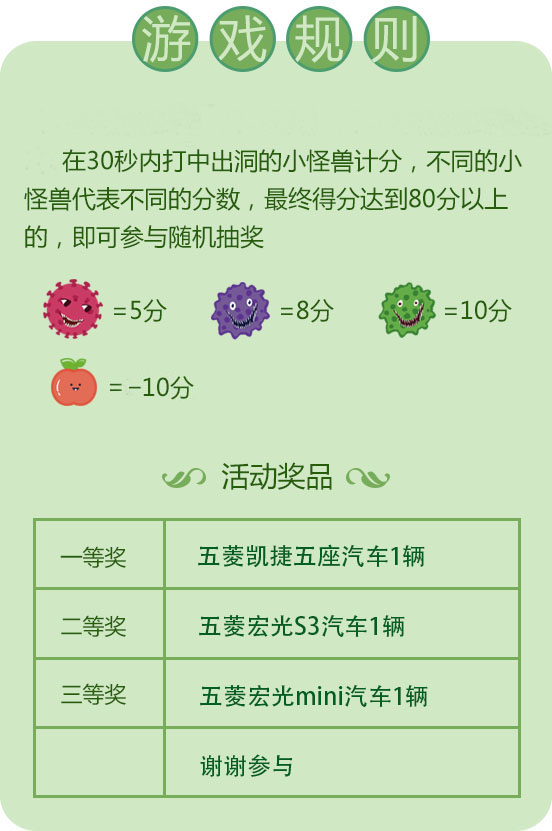 游戏规则
在30秒内打中出洞的小怪兽计分，不同的小
怪兽代表不同的分数，最终得分达到80分以上
的，即可参与随机抽奖
=5分 =8分 =10分
= -10分
活动奖品
一等奖 五菱凯捷五座汽车1辆
二等奖 五菱宏光S3汽车1辆
三等奖 五菱宏光mini汽车1辆
谢谢参与